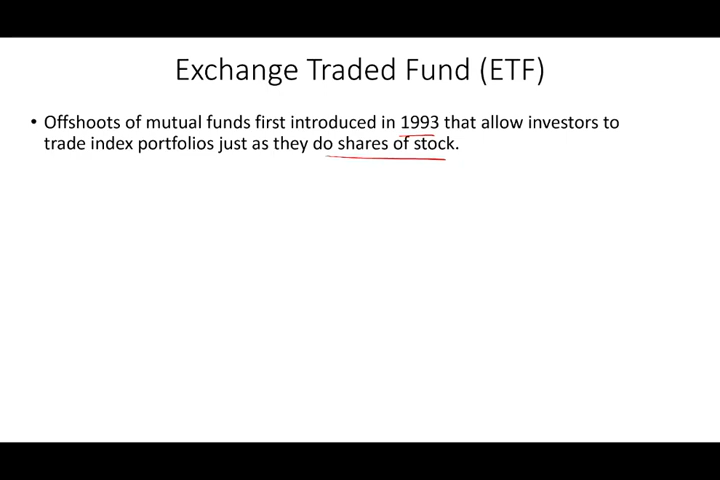 Exchange Traded Fund (ETF)
• Offshoots of mutual funds first introduced in 1993 that allow investors to
trade index portfolios just as they do shares of stock.